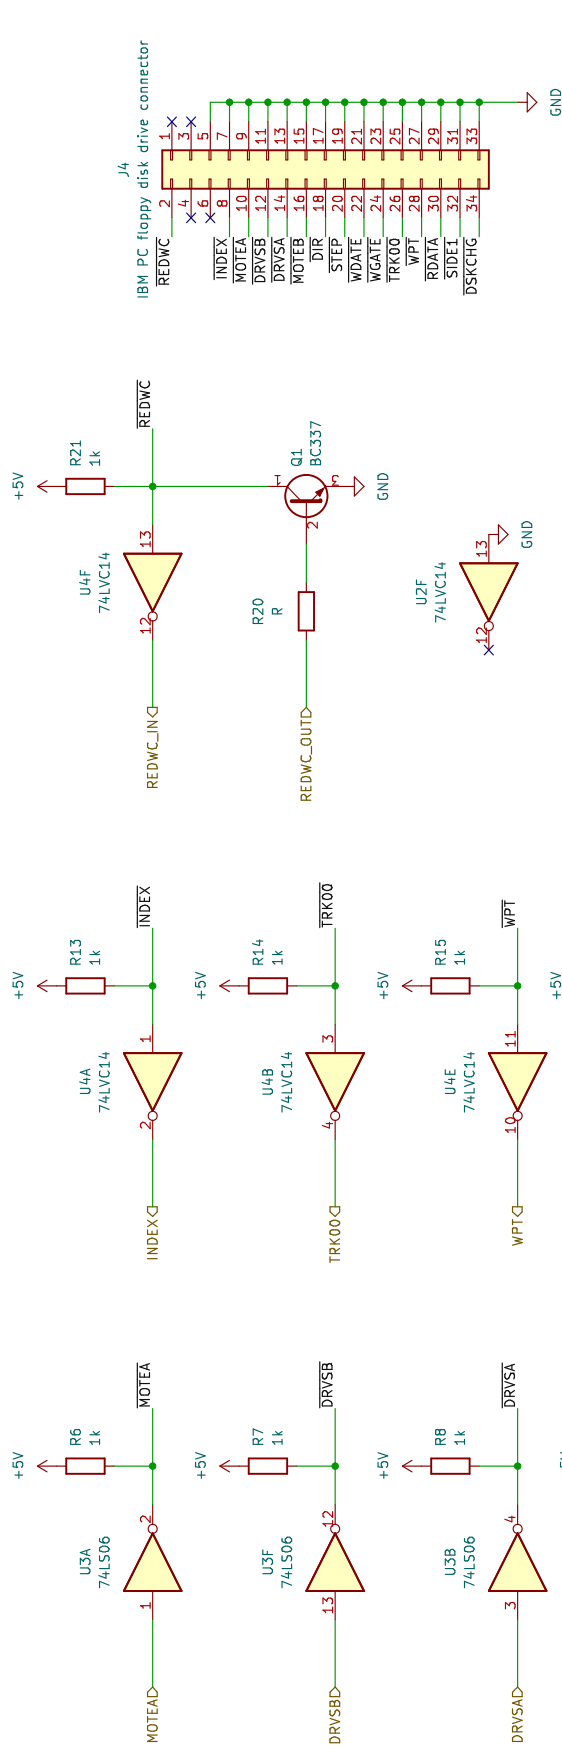 +5V
R6
1k
U3A
74LS06
MOTEA
1
2
MOTEA
+5V
R7
1k
U3F
74LS06
DRVSB
13
12
DRVSB
+5V
R8
1k
U3B
74LS06
DRVSA
3
4
DRVSA
+5V
R13
1k
U4A
74LVC14
INDEX
2
1
INDEX
+5V
R14
1k
U4B
74LVC14
TRK00
4
3
TRK00
+5V
R15
1k
U4E
74LVC14
WPT
10
11
WPT
+5V
+5V
R21
1k
U4F
74LVC14
REDWC_IN
12
13
REDWC
R20
R
REDWC_OUT
Q1
BC337
1
2
3
GND
U2F
74LVC14
12
13
GND
J4
IBM PC floppy disk drive connector
REDWC 2 1
4 3
6 5
INDEX 8 7
MOTEA 10 9
DRVSB 12 11
DRVSA 14 13
MOTEB 16 15
DIR 18 17
STEP 20 19
WDATE 22 21
WGATE 24 23
TRK00 26 25
WPT 28 27
RDATA 30 29
SIDE1 32 31
DSKCHG 34 33
GND